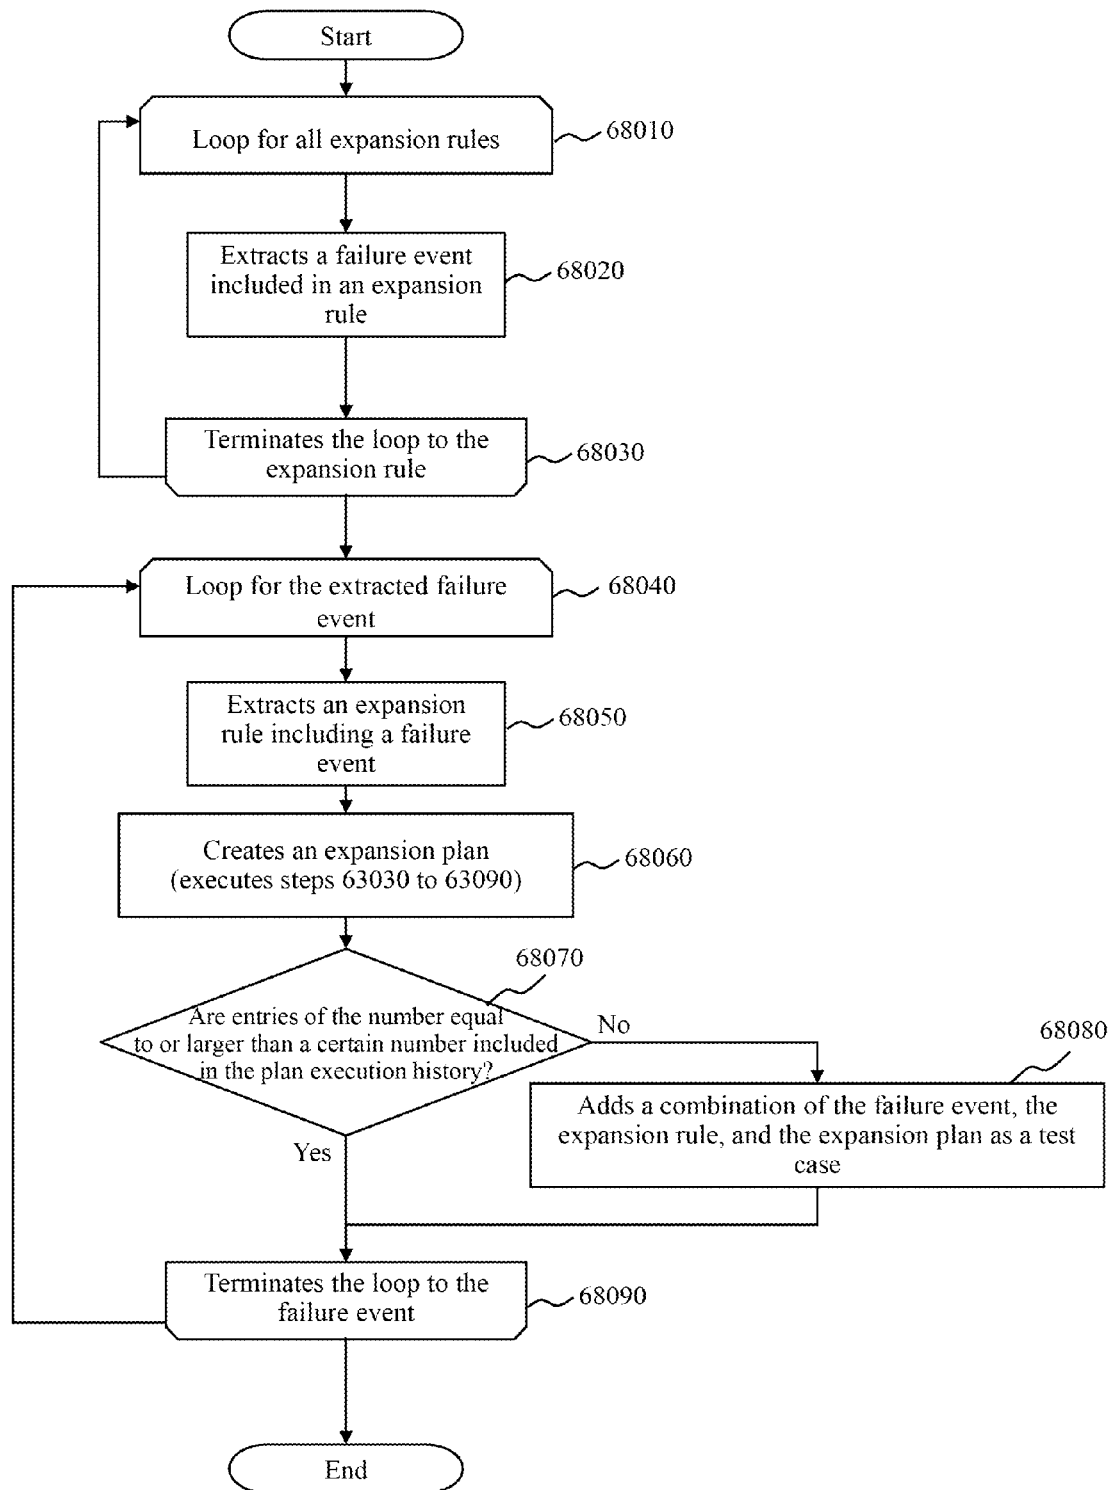 Start
Loop for all expansion rules
68010
Extracts a failure event
included in an expansion
rule
68020
Terminates the loop to the
expansion rule
68030
Loop for the extracted failure
event
68040
Extracts an expansion
rule including a failure
event
68050
Creates an expansion plan
(executes steps 63030 to 63090)
68060
68070
Are entries of the number equal
to or larger than a certain number included
in the plan execution history?
No
68080
Adds a combination of the failure event, the
expansion rule, and the expansion plan as a test
case
Yes
Terminates the loop to the
failure event
68090
End